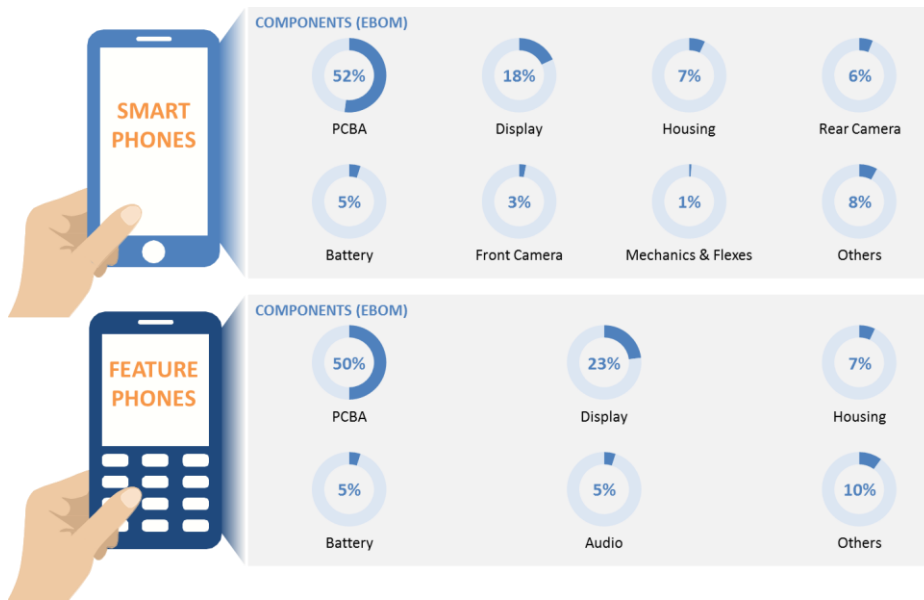 COMPONENTS (EBOM)
SMART
PHONES
52%
18%
7%
6%
PCBA
Display
Housing
Rear Camera
5%
3%
1%
8%
Battery
Front Camera
Mechanics & Flexes
Others
COMPONENTS (EBOM)
FEATURE
PHONES
50%
23%
7%
PCBA
Display
Housing
5%
5%
10%
Battery
Audio
Others